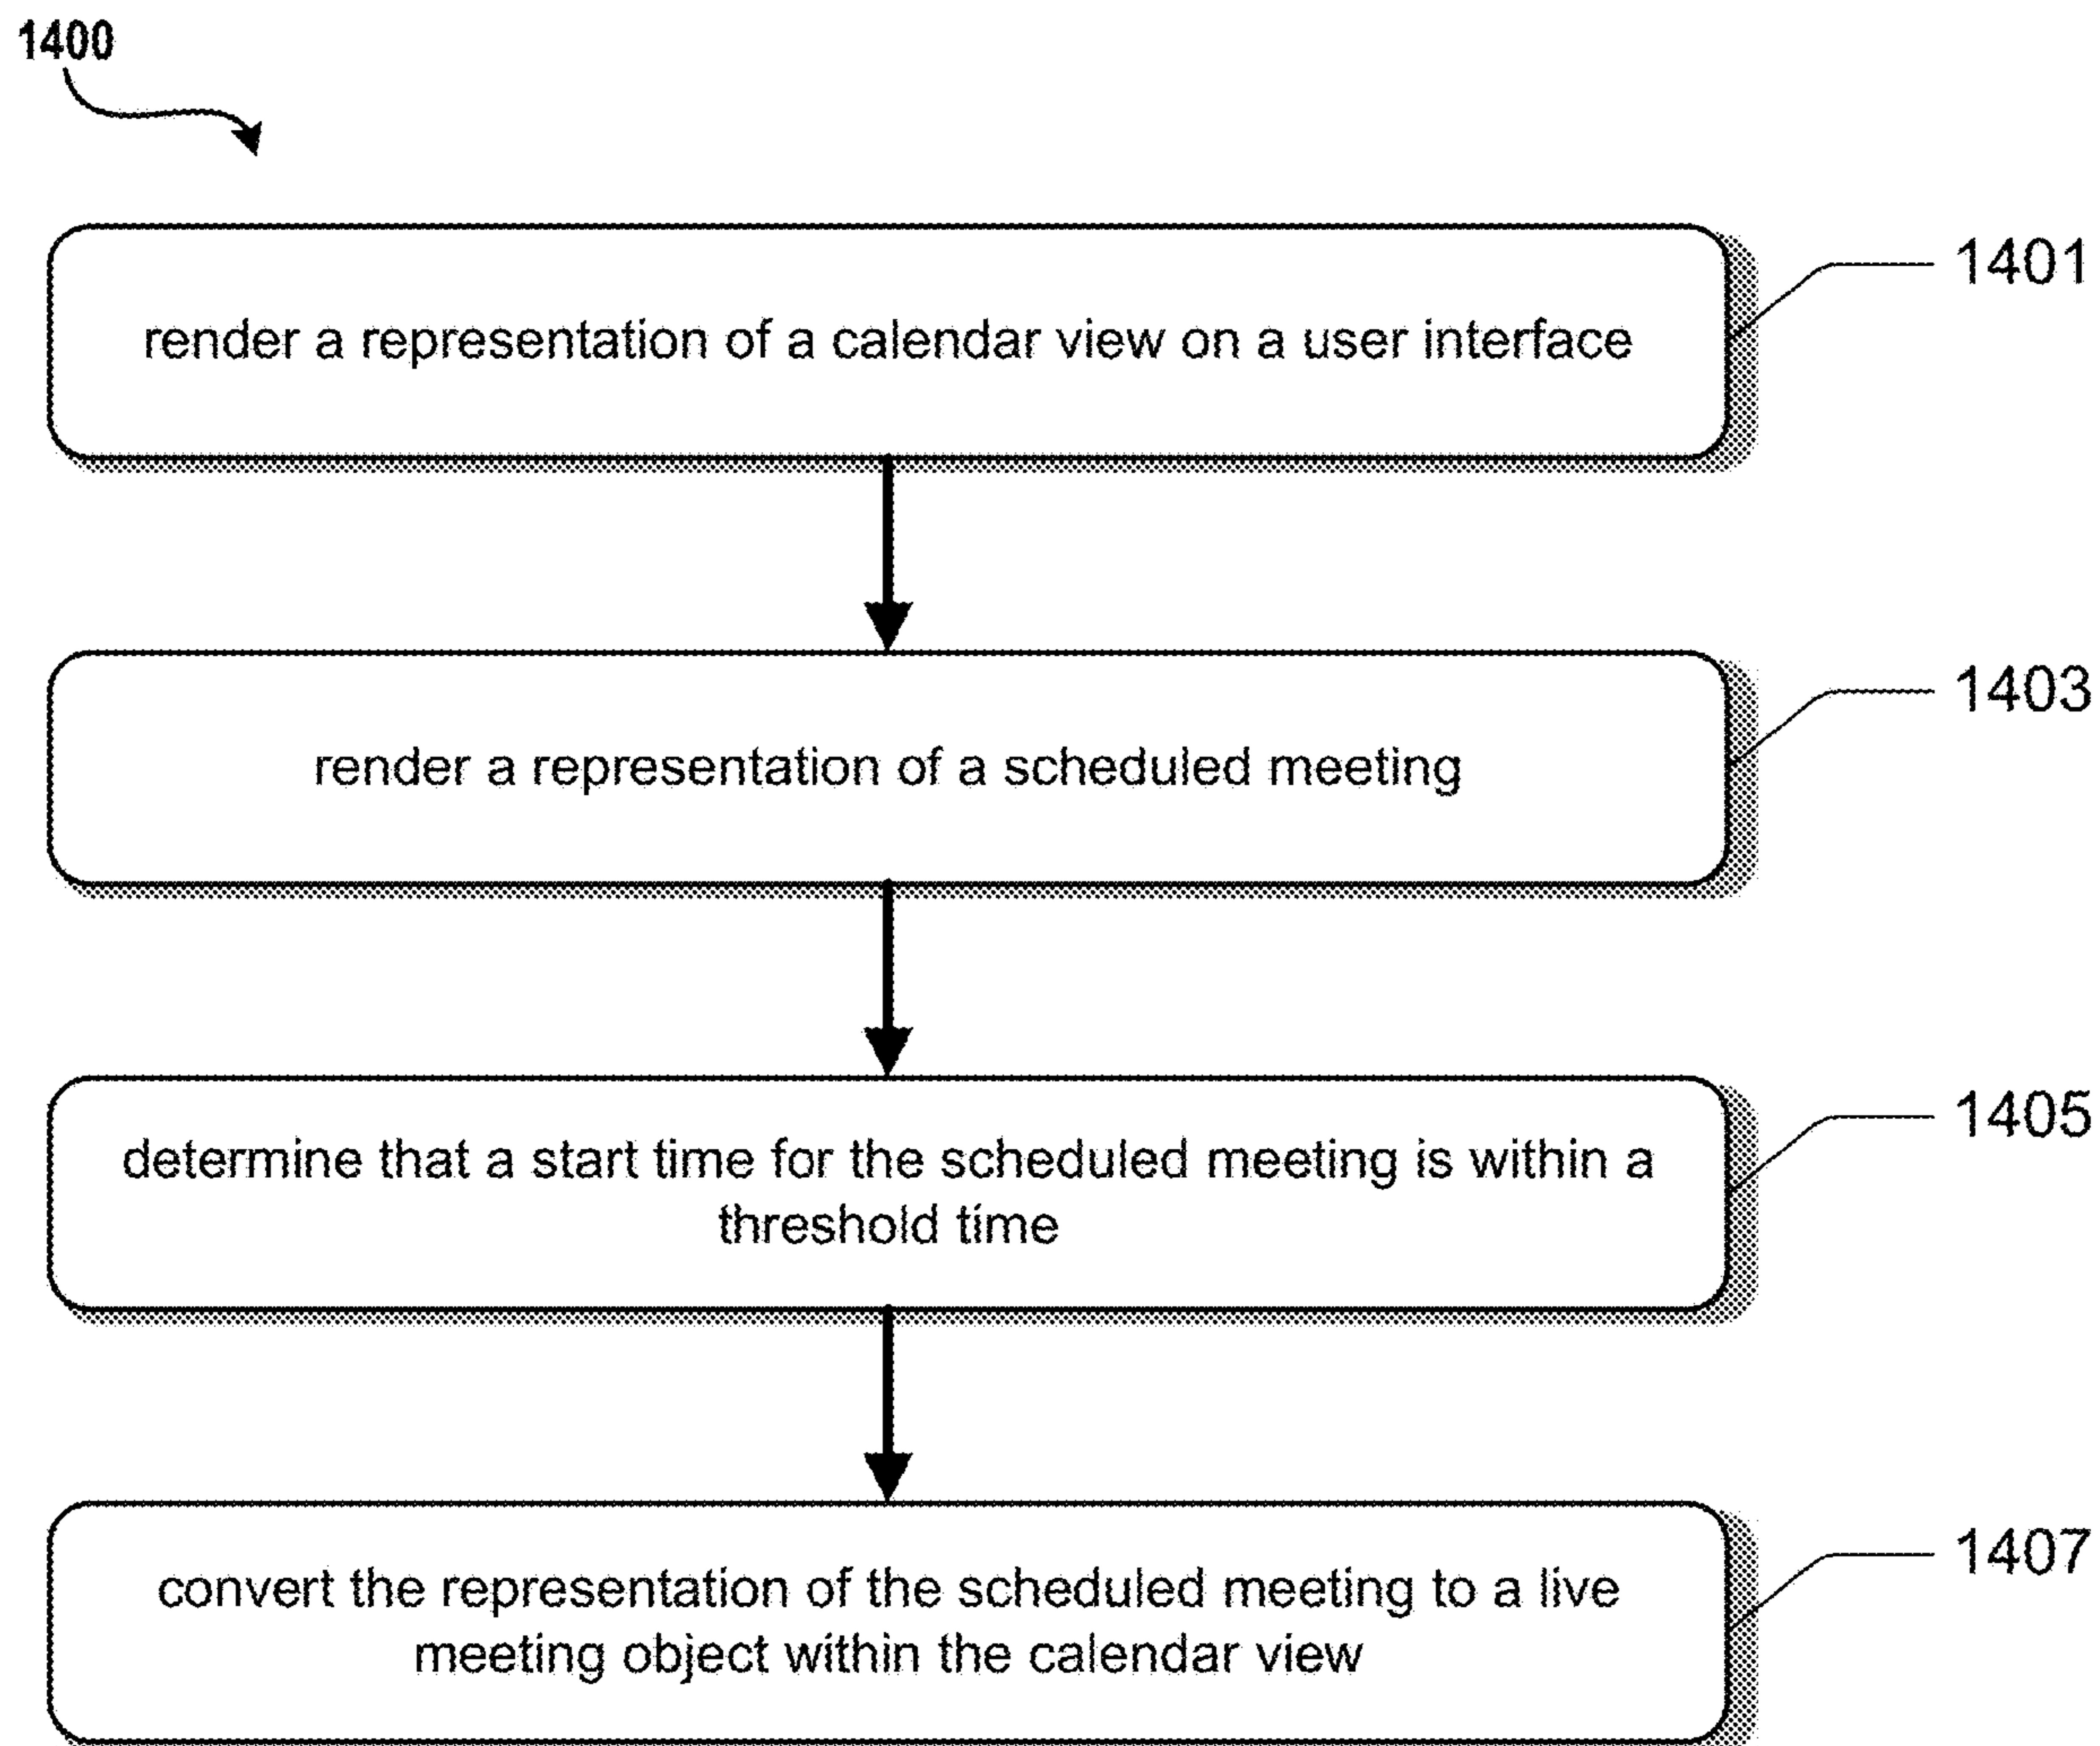 1400
render a representation of a calendar view on a user interface
1401
render a representation of a scheduled meeting
1403
determine that a start time for the scheduled meeting is within a
threshold time
1405
convert the representation of the scheduled meeting to a live
meeting object within the calendar view
1407